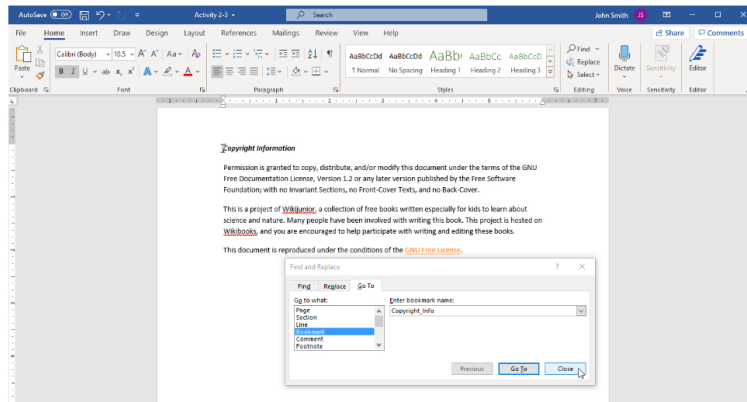 AutoSave On Activity 2-3 Search John Smith JS
File Home Insert Draw Design Layout References Mailings Review View Help Share Comments
Calibri (Body) 10.5 A A Aa A Find
Paste B I U ab x₂ x² A A AaBbCcDd AaBbCcDd AaBbI AaBbCc AaBbCcD Replace Dictate Sensitivity Editor
1 Normal No Spacing Heading 1 Heading 2 Heading 3 Select
Clipboard Font Paragraph Styles Editing Voice Sensitivity Editor
Copyright Information
Permission is granted to copy, distribute, and/or modify this document under the terms of the GNU
Free Documentation License, Version 1.2 or any later version published by the Free Software
Foundation; with no Invariant Sections, no Front-Cover Texts, and no Back-Cover.
This is a project of Wikijunior, a collection of free books written especially for kids to learn about
science and nature. Many people have been involved with writing this book. This project is hosted on
Wikibooks, and you are encouraged to help participate with writing and editing these books.
This document is reproduced under the conditions of the GNU Free License.
Find and Replace ? ×
Find Replace Go To
Go to what: Enter bookmark name:
Page Copyright_Info
Section
Line
Bookmark
Comment
Footnote
Previous Go To Close